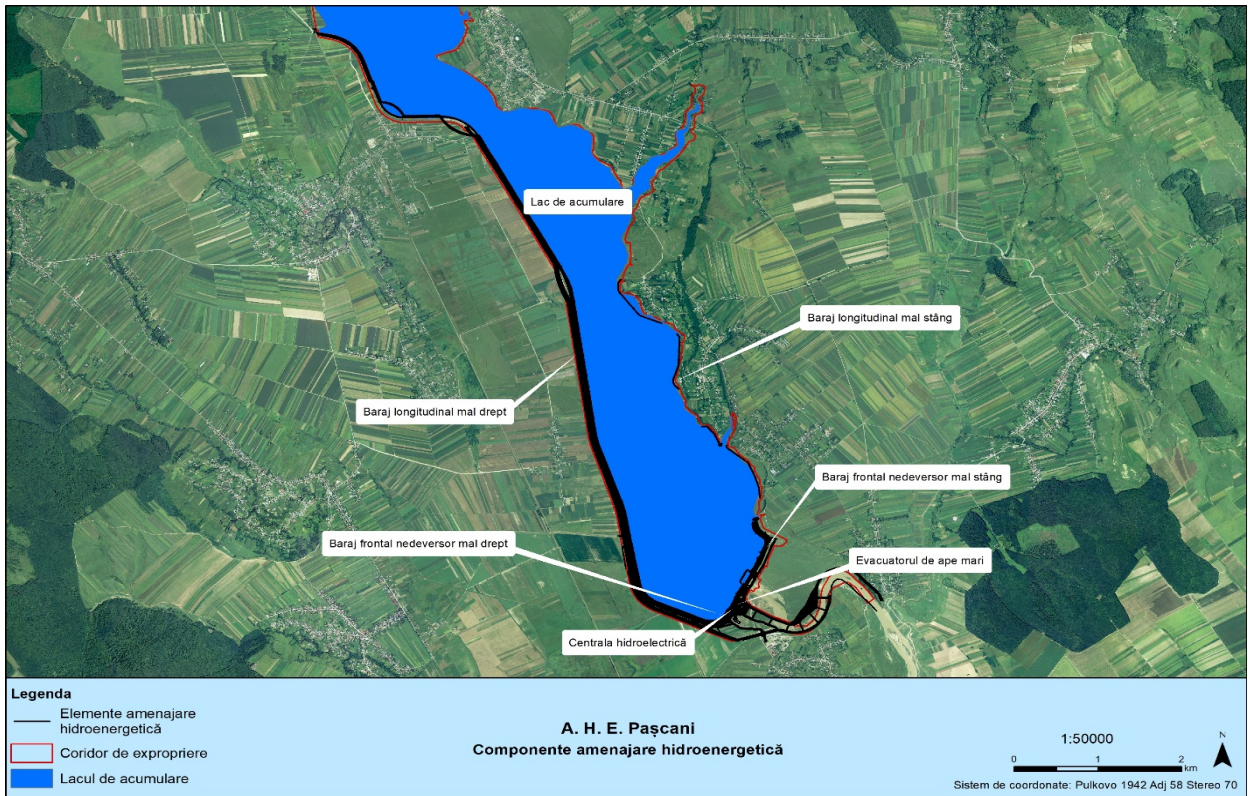 Lac de acumulare
Baraj longitudinal mal stâng
Baraj longitudinal mal drept
Baraj frontal nedeversor mal stâng
Baraj frontal nedeversor mal drept
Evacuatorul de ape mari
Centrala hidroelectrică
Legenda
Elemente amenajare
hidroenergetică
Coridor de expropriere
Lacul de acumulare
A. H. E. Pașcani
Componente amenajare hidroenergetică
1:50000
0 1 2
km
N
Sistem de coordonate: Pulkovo 1942 Adj 58 Stereo 70